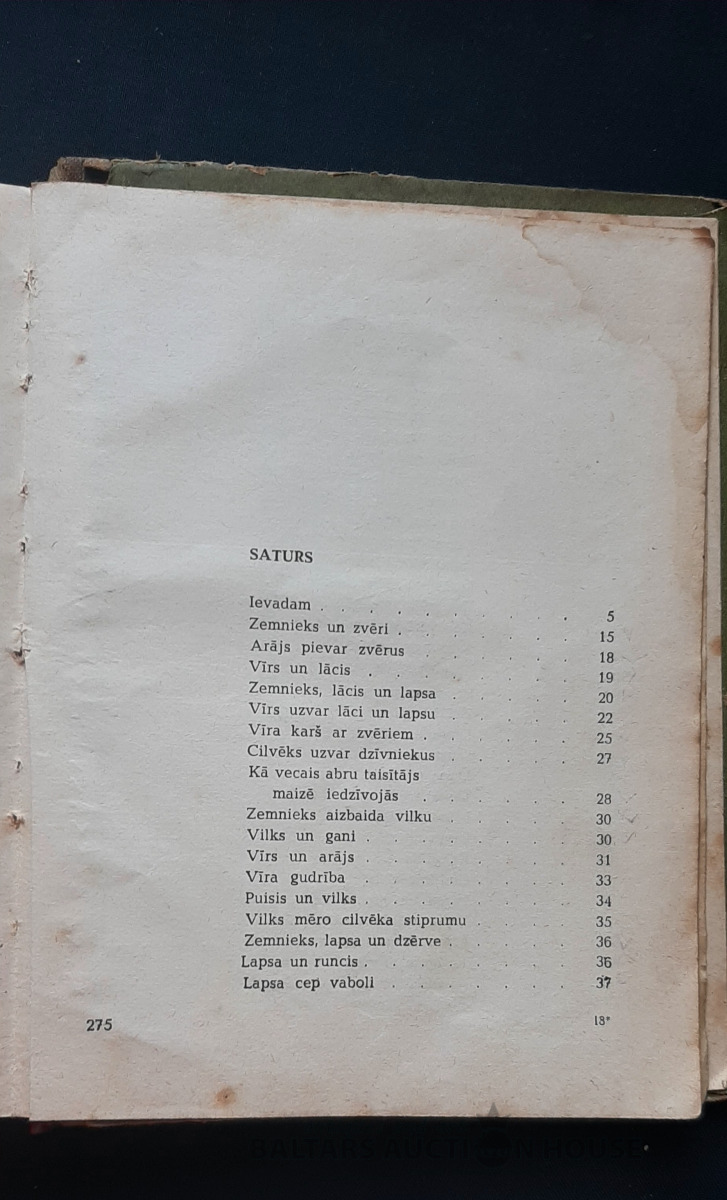 SATURS
Ievadam . . . . . . . . . 5
Zemnieks un zvēri . . . . . . 15
Arājs pievar zvērus . . . . . . 18
Vīrs un lācis . . . . . . . . 19
Zemnieks, lācis un lapsa . . . . . 20
Vīrs uzvar lāci un lapsu . . . . . 22
Vīra karš ar zvēriem . . . . . . 25
Cilvēks uzvar dzīvniekus . . . . . 27
Kā vecais abru taisītājs
maizē iedzīvojās . . . . . . 28
Zemnieks aizbaida vilku . . . . . 30
Vilks un gani . . . . . . . . 30
Vīrs un arājs . . . . . . . . 31
Vīra gudrība . . . . . . . . 33
Puisis un vilks . . . . . . . . 34
Vilks mēro cilvēka stiprumu . . . . 35
Zemnieks, lapsa un dzērve . . . . . 36
Lapsa un runcis . . . . . . . . 36
Lapsa cep vaboli . . . . . . . 37
275 18*
BALTARS AUCTION HOUSE